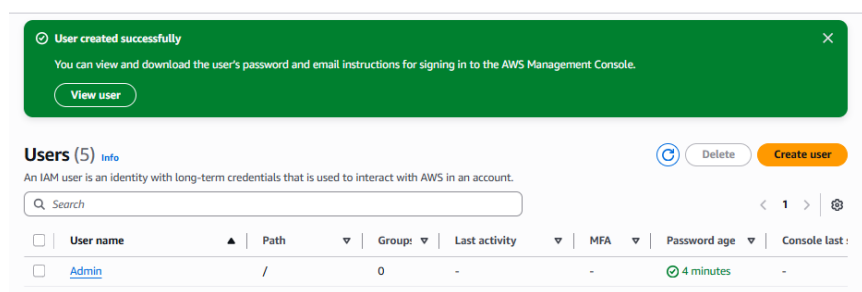 User created successfully
You can view and download the user's password and email instructions for signing in to the AWS Management Console.
View user
Users (5) Info
Delete
Create user
An IAM user is an identity with long-term credentials that is used to interact with AWS in an account.
Search
1
User name Path Groups Last activity MFA Password age Console last
Admin / 0 - - 4 minutes -